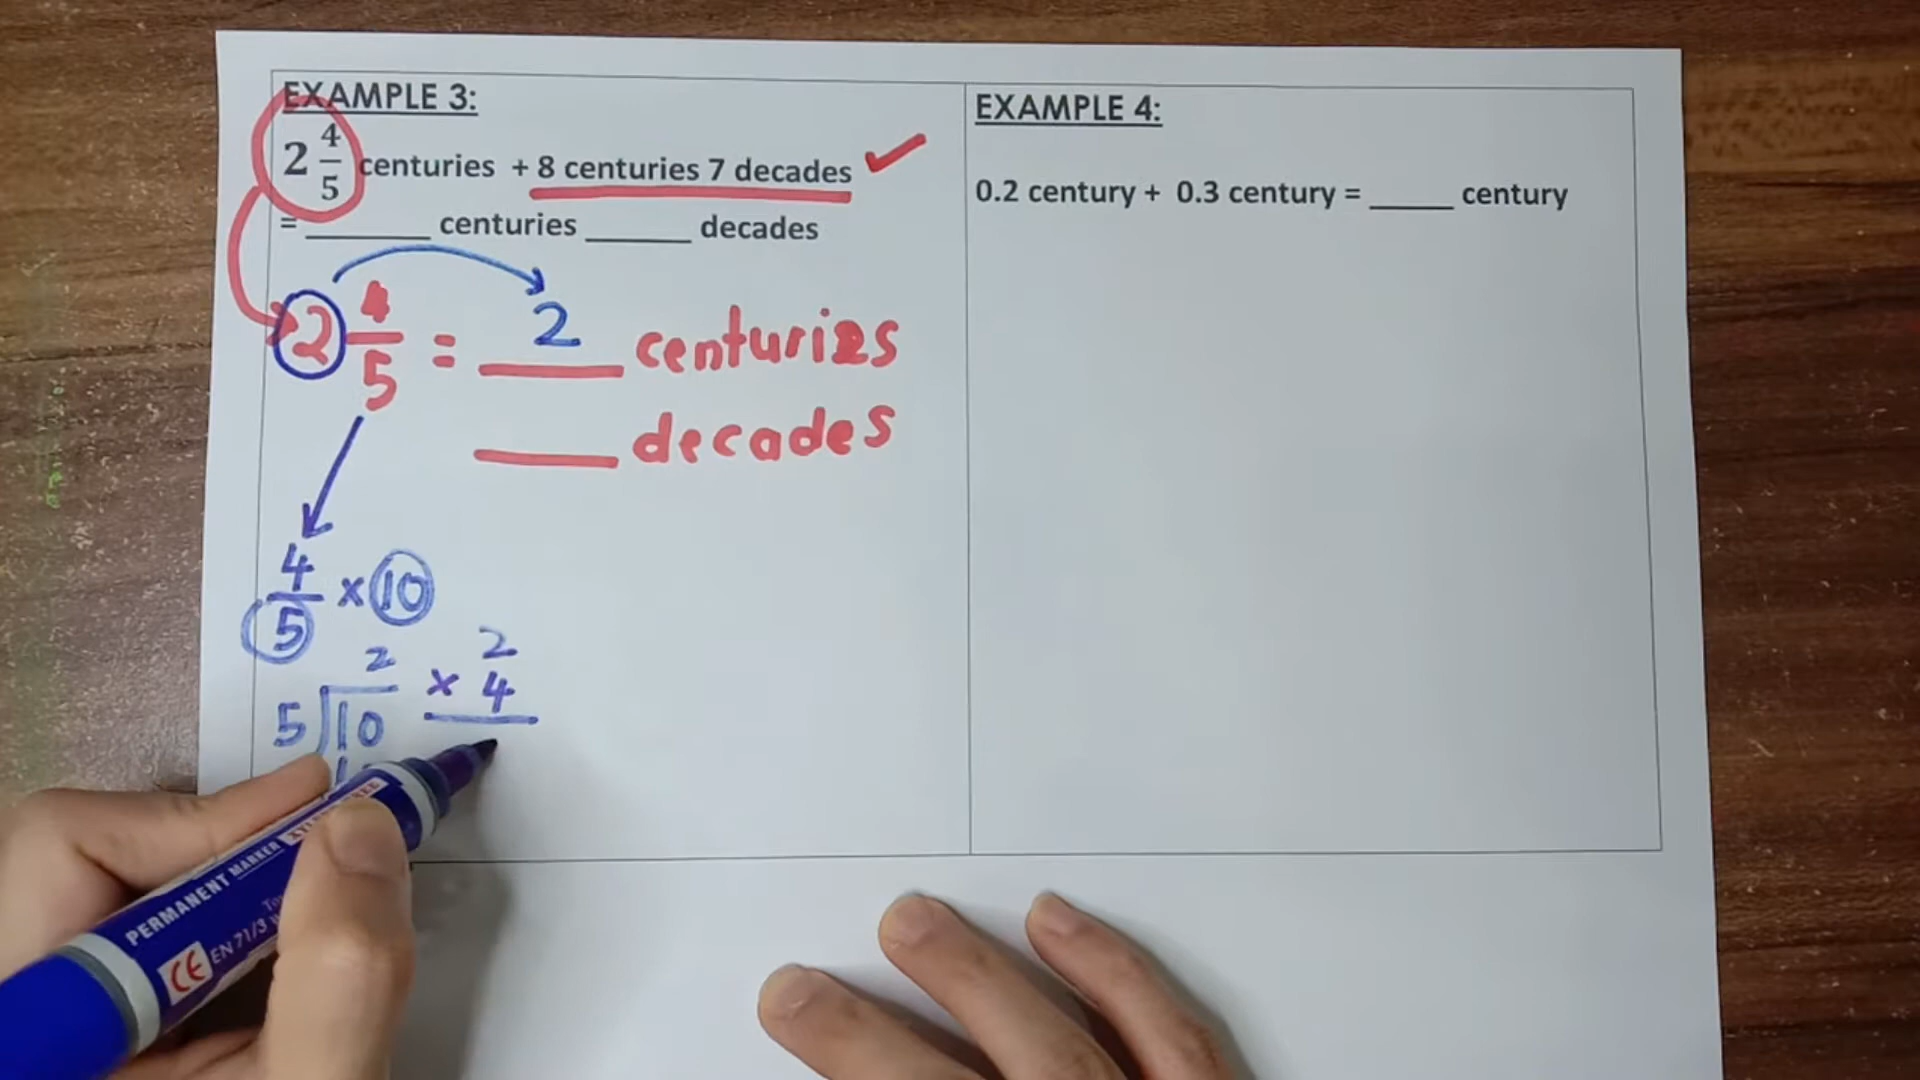 EXAMPLE 3:
2 4/5 centuries + 8 centuries 7 decades
= ______ centuries _____ decades
2 4/5 = 2 centuries
___ decades
4/5 × 10
2
5 10
2
× 4
EXAMPLE 4:
0.2 century + 0.3 century = _____ century
PERMANENT MARKER
CE EN 71/3